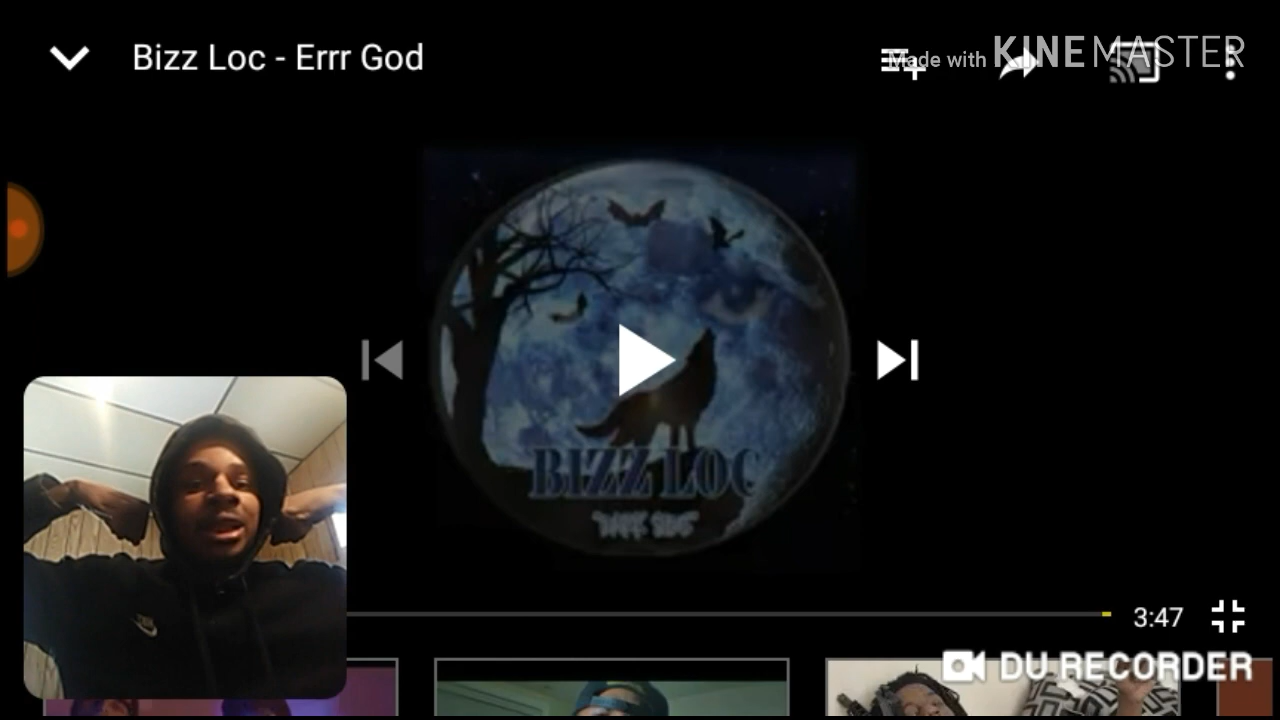 Bizz Loc - Errr God
Made with KINEMASTER
BIZZ LOC
3:47
DU RECORDER